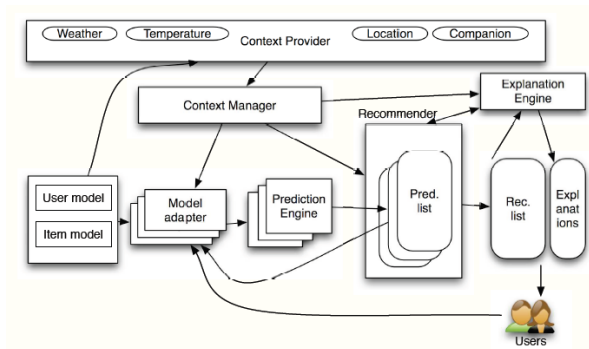 Weather
Temperature
Context Provider
Location
Companion
Context Manager
Explanation
Engine
Recommender
User model
Item model
Model
adapter
Prediction
Engine
Pred.
list
Rec.
list
Expl
anat
ions
Users